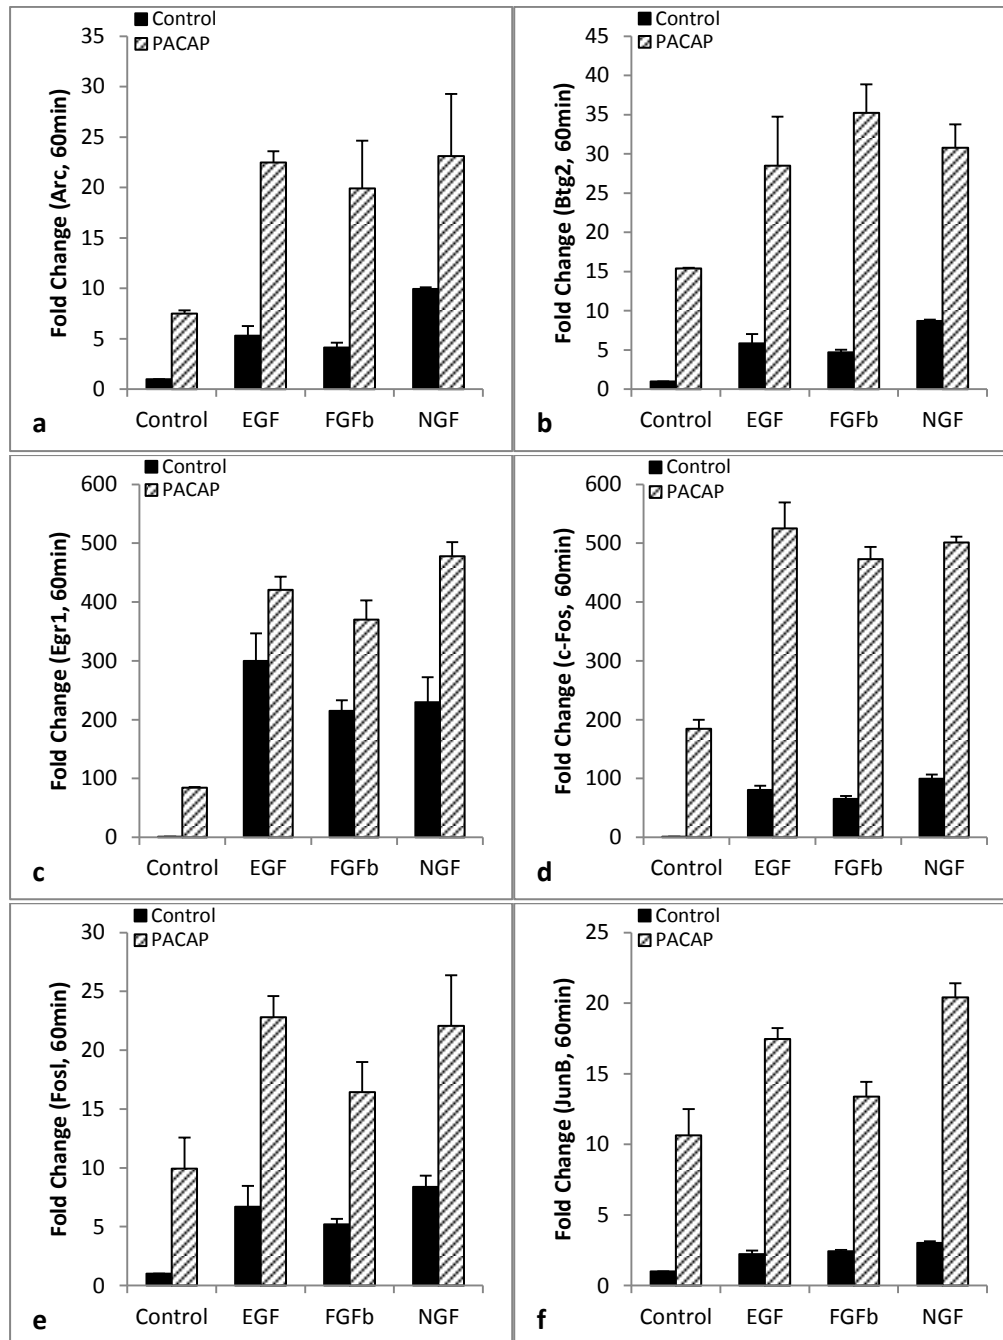 Control
PACAP
Fold Change (Arc, 60min)
35
30
25
20
15
10
5
0
Control EGF FGFb NGF
a
Control
PACAP
Fold Change (Btg2, 60min)
45
40
35
30
25
20
15
10
5
0
Control EGF FGFb NGF
b
Control
PACAP
Fold Change (Egr1, 60min)
600
500
400
300
200
100
0
Control EGF FGFb NGF
c
Control
PACAP
Fold Change (c-Fos, 60min)
600
500
400
300
200
100
0
Control EGF FGFb NGF
d
Control
PACAP
Fold Change (Fosl, 60min)
30
25
20
15
10
5
0
Control EGF FGFb NGF
e
Control
PACAP
Fold Change (JunB, 60min)
25
20
15
10
5
0
Control EGF FGFb NGF
f